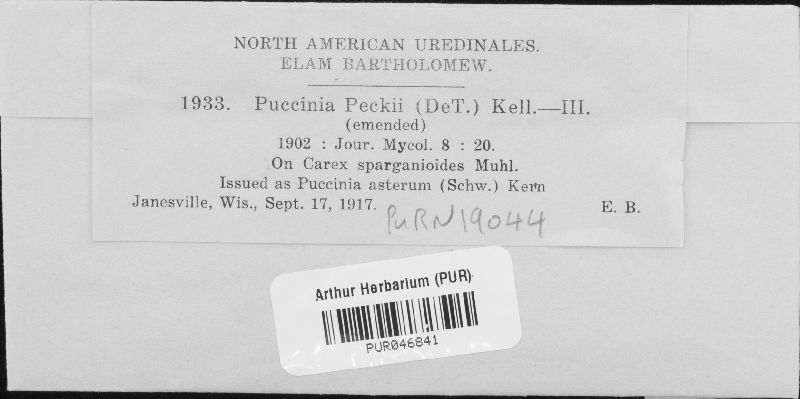 NORTH AMERICAN UREDINALES.
ELAM BARTHOLOMEW.
1933. Puccinia Peckii (DeT.) Kell.—III.
(emended)
1902 : Jour. Mycol. 8 : 20.
On Carex sparganioides Muhl.
Issued as Puccinia asterum (Schw.) Kern
Janesville, Wis., Sept. 17, 1917. E. B.
PURN19044
Arthur Herbarium (PUR)
PUR046841